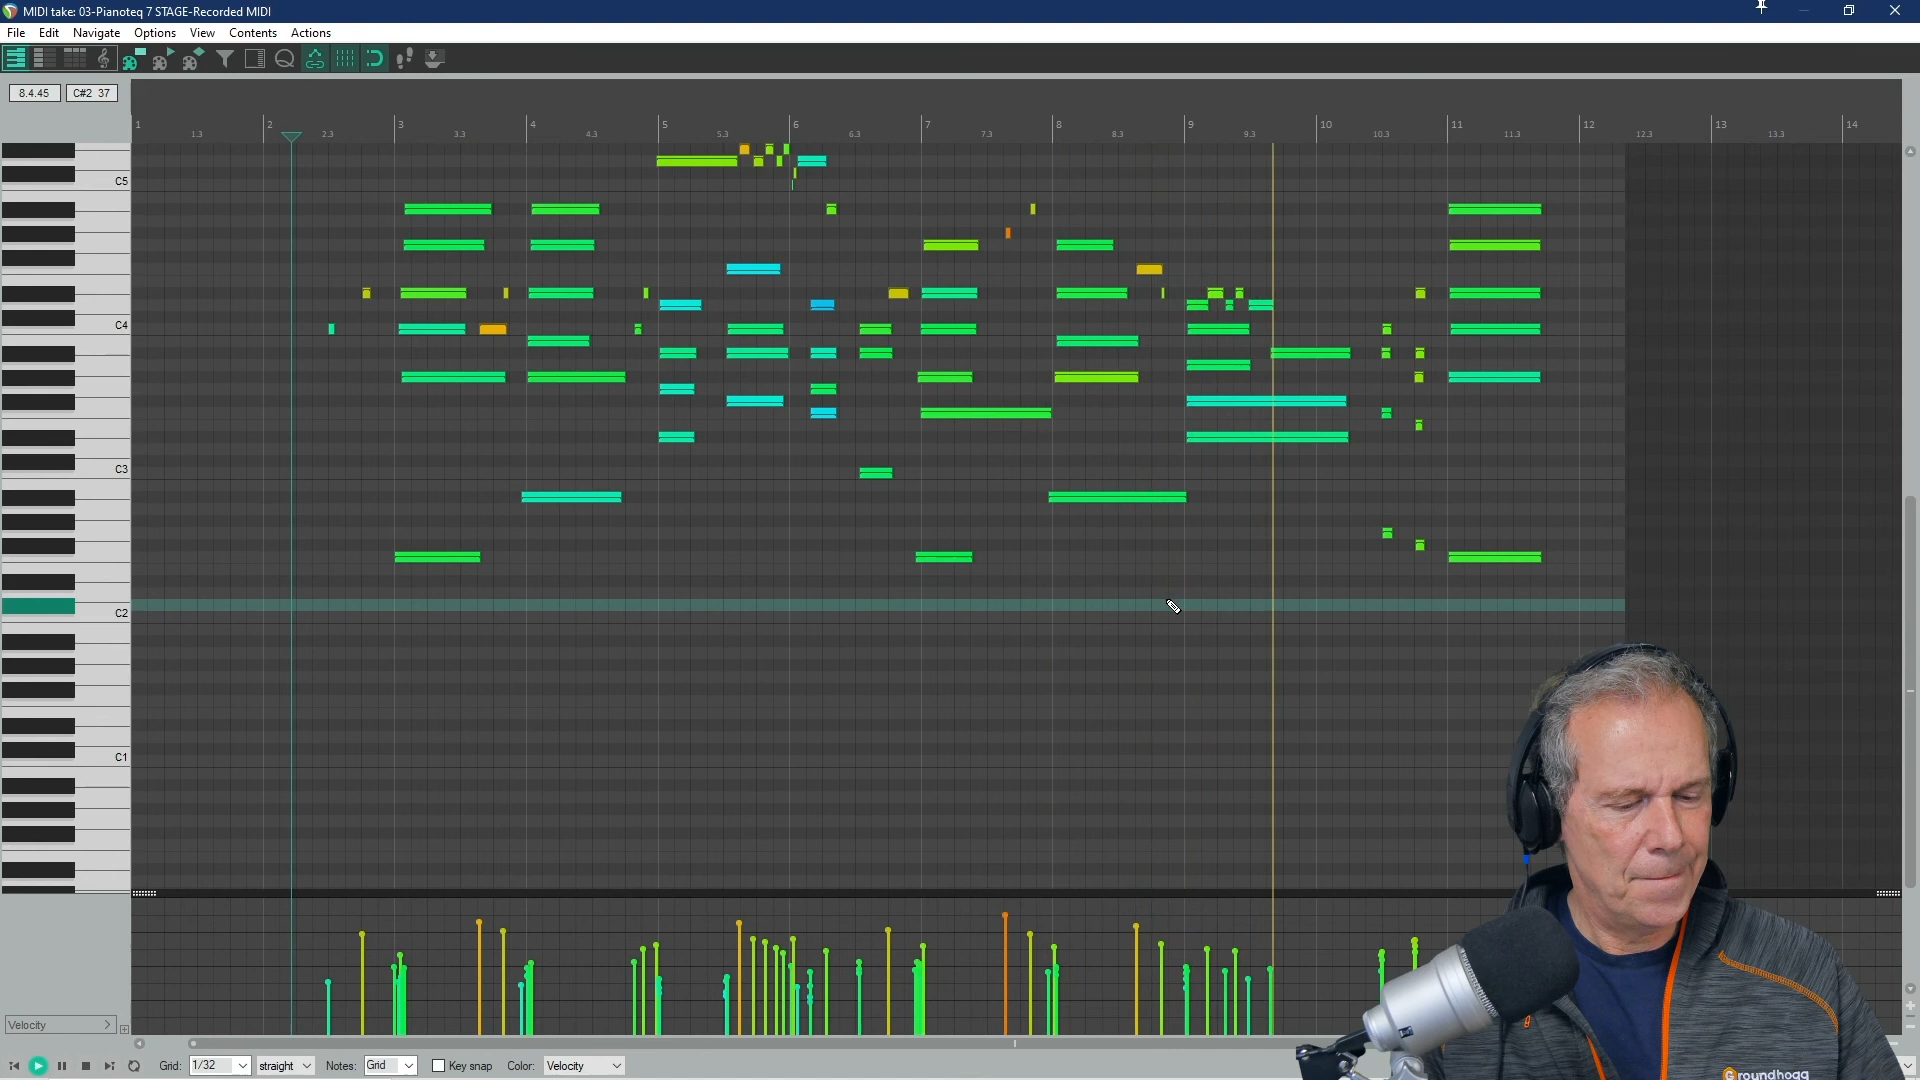 MIDI take: 03-Pianoteq 7 STAGE-Recorded MIDI
File Edit Navigate Options View Contents Actions
8.4.45 C#2 37
1 1.3 2 2.3 3 3.3 4 4.3 5 5.3 6 6.3 7 7.3 8 8.3 9 9.3 10 10.3 11 11.3 12 12.3 13 13.3 14
C5
C4
C3
C2
C1
Velocity
Grid: 1/32 straight Notes: Grid Key snap Color: Velocity
Groundhogg